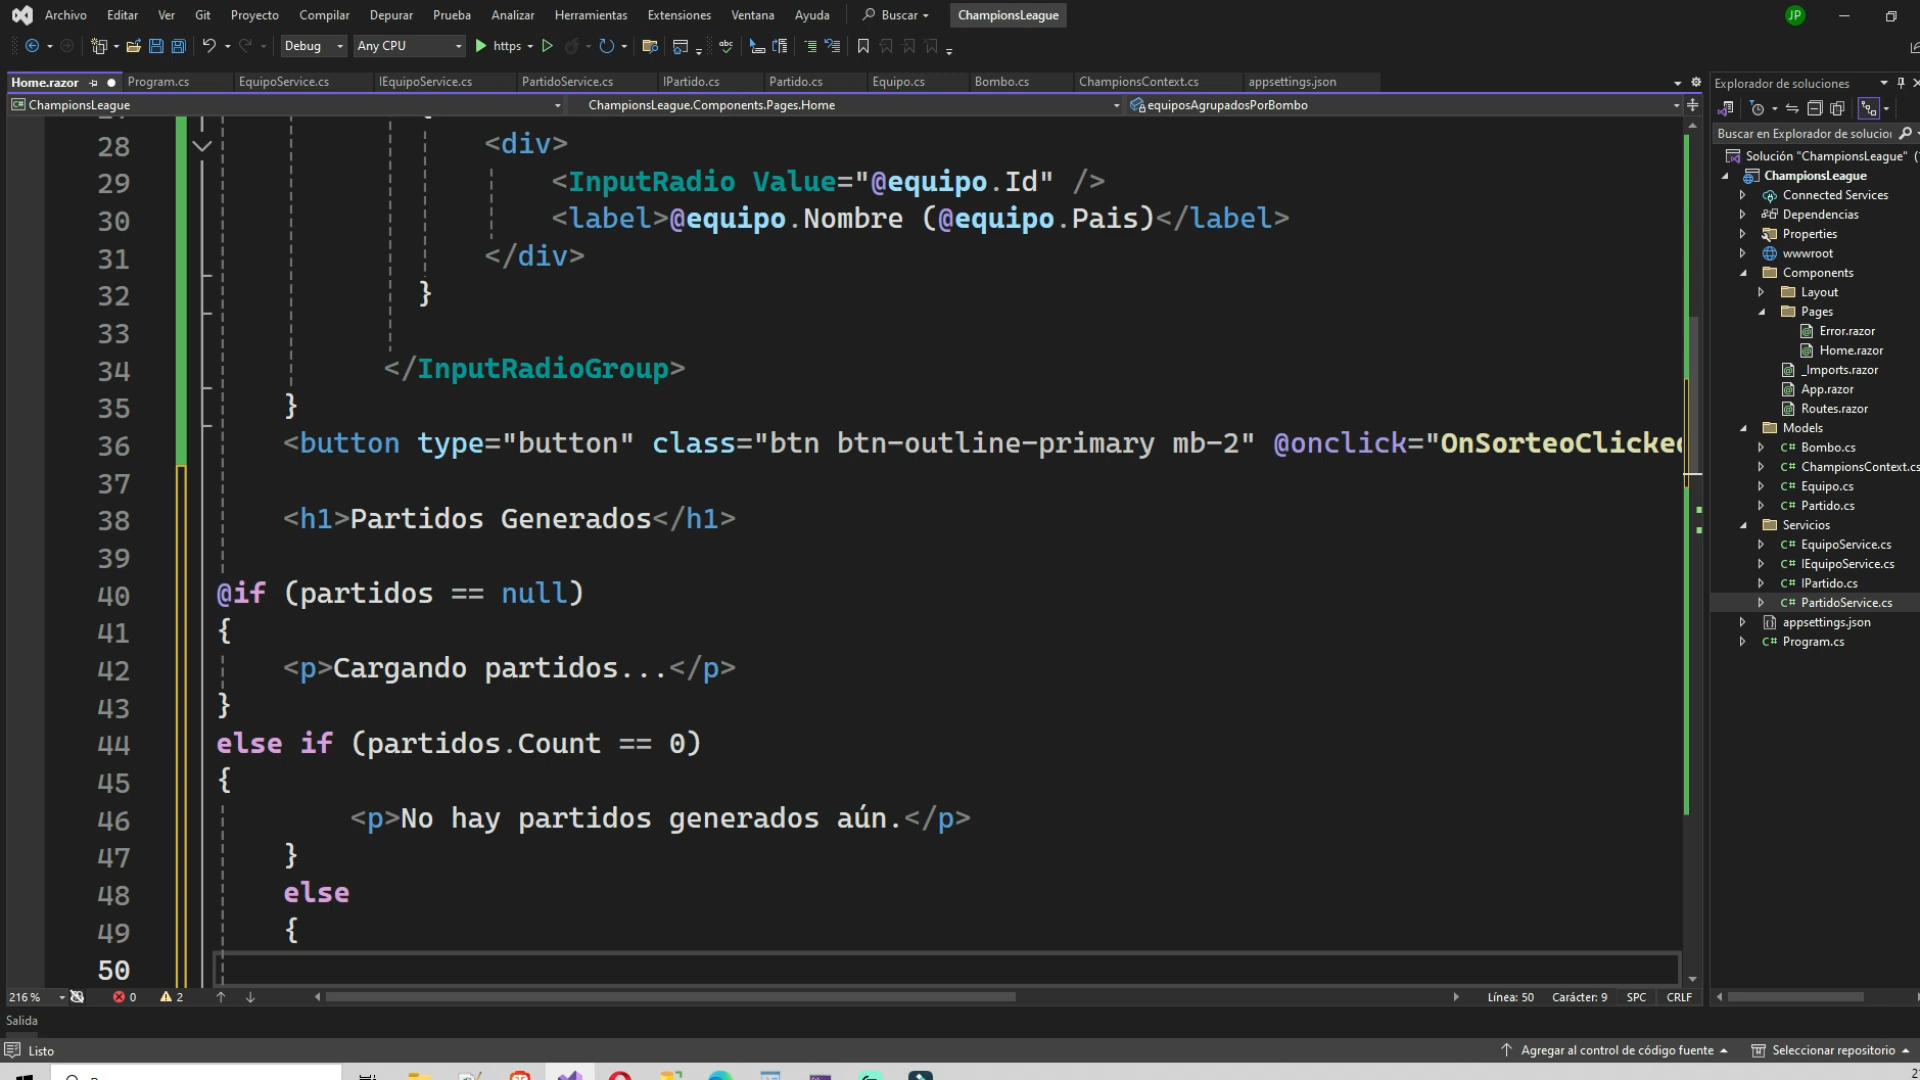 Archivo Editar Ver Git Proyecto Compilar Depurar Prueba Analizar Herramientas Extensiones Ventana Ayuda Buscar ChampionsLeague JP
Debug Any CPU https
Home.razor Program.cs EquipoService.cs IEquipoService.cs PartidoService.cs IPartido.cs Partido.cs Equipo.cs Bombo.cs ChampionsContext.cs appsettings.json
ChampionsLeague ChampionsLeague.Components.Pages.Home equiposAgrupadosPorBombo
28 <div>
29 <InputRadio Value="@equipo.Id" />
30 <label>@equipo.Nombre (@equipo.Pais)</label>
31 </div>
32 }
33
34 </InputRadioGroup>
35 }
36 <button type="button" class="btn btn-outline-primary mb-2" @onclick="OnSorteoClicked
37
38 <h1>Partidos Generados</h1>
39
40 @if (partidos == null)
41 {
42 <p>Cargando partidos...</p>
43 }
44 else if (partidos.Count == 0)
45 {
46 <p>No hay partidos generados aún.</p>
47 }
48 else
49 {
50
216 % 0 2 Línea: 50 Carácter: 9 SPC CRLF
Salida
Listo Agregar al control de código fuente Seleccionar repositorio
Explorador de soluciones
Buscar en Explorador de solucion
Solución "ChampionsLeague" (
ChampionsLeague
Connected Services
Dependencias
Properties
wwwroot
Components
Layout
Pages
Error.razor
Home.razor
_Imports.razor
App.razor
Routes.razor
Models
C# Bombo.cs
C# ChampionsContext.cs
C# Equipo.cs
C# Partido.cs
Servicios
C# EquipoService.cs
C# IEquipoService.cs
C# IPartido.cs
C# PartidoService.cs
appsettings.json
C# Program.cs